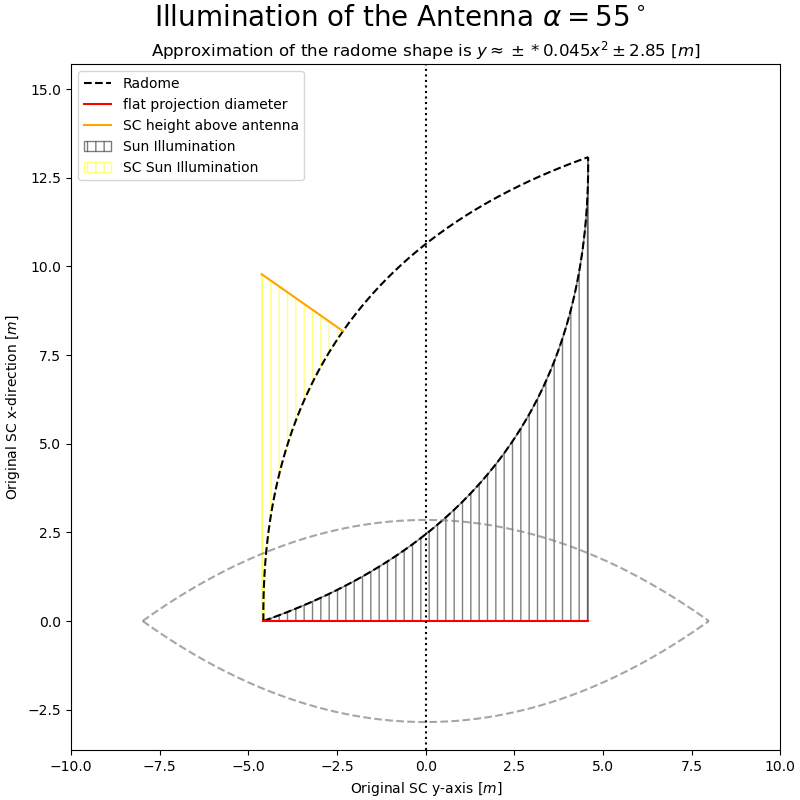 Illumination of the Antenna α = 55°
Approximation of the radome shape is y ≈ ± * 0.045x² ± 2.85 [m]
Radome
flat projection diameter
SC height above antenna
Sun Illumination
SC Sun Illumination
15.0
12.5
10.0
7.5
5.0
2.5
0.0
−2.5
Original SC x-direction [m]
−10.0 −7.5 −5.0 −2.5 0.0 2.5 5.0 7.5 10.0
Original SC y-axis [m]